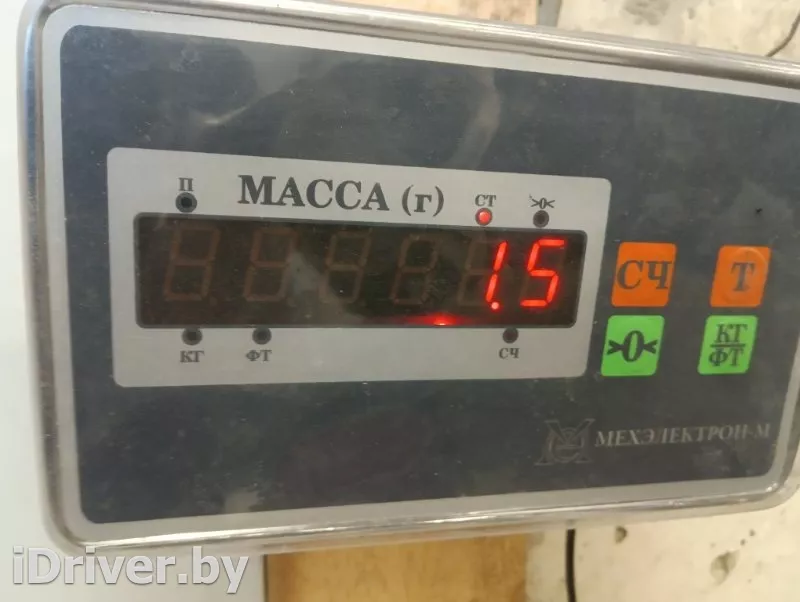 П МАССА (г) СТ >0<
1.5
КГ ФТ СЧ
СЧ Т
>0< КГ/ФТ
МЕХЭЛЕКТРОН-М
iDriver.by